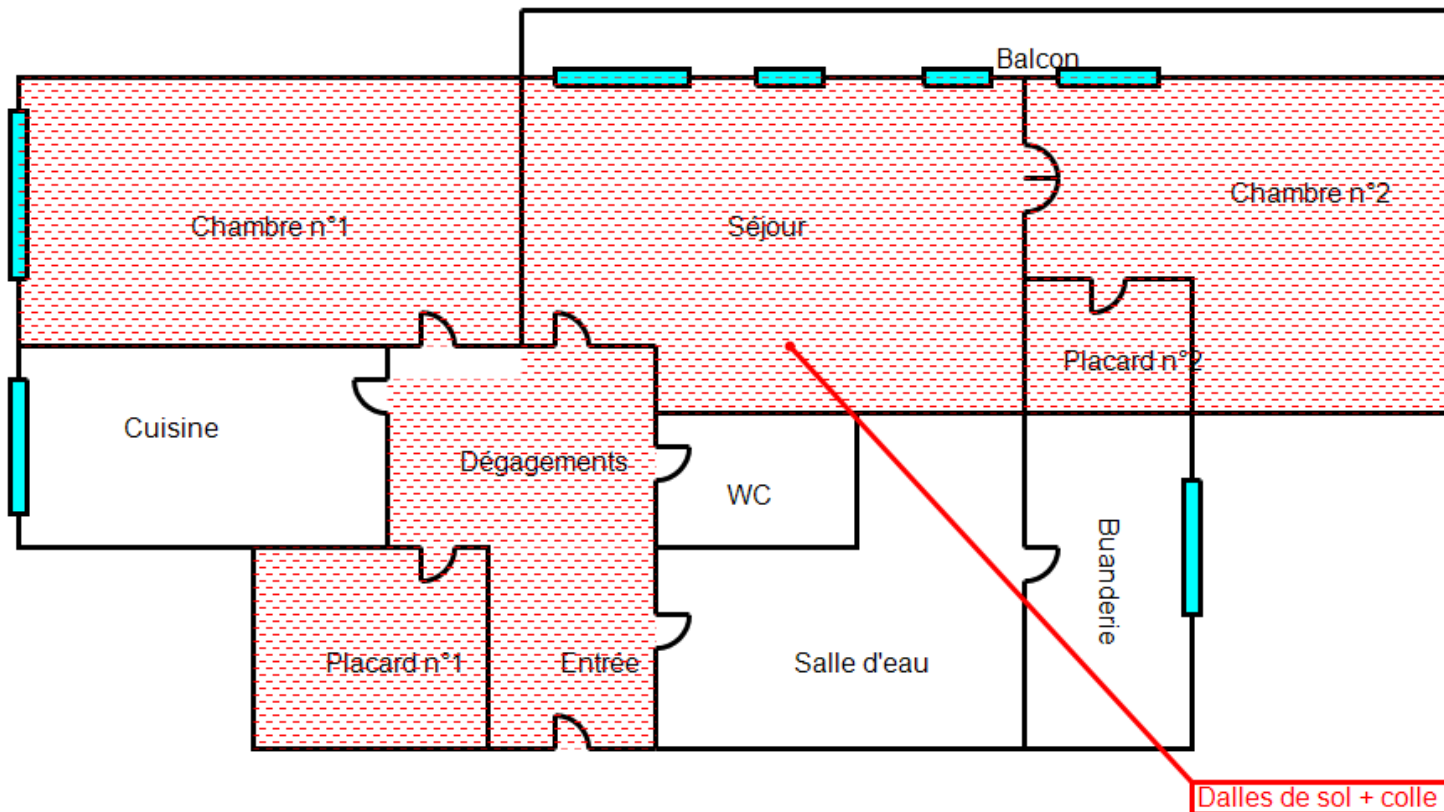 Balcon
Chambre n°1
Séjour
Chambre n°2
Placard n°2
Cuisine
Dégagements
WC
Buanderie
Placard n°1
Entrée
Salle d'eau
Dalles de sol + colle